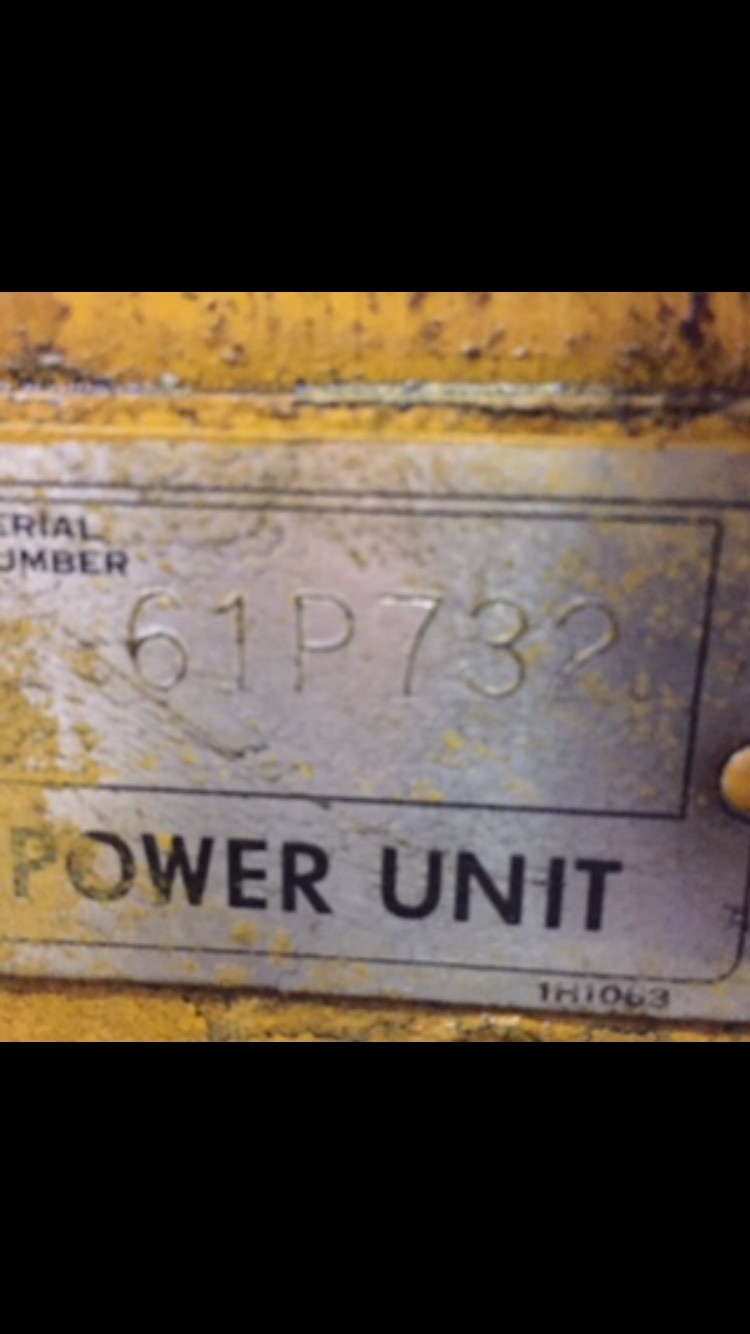 ERIAL
UMBER
61P732
POWER UNIT
1H1063